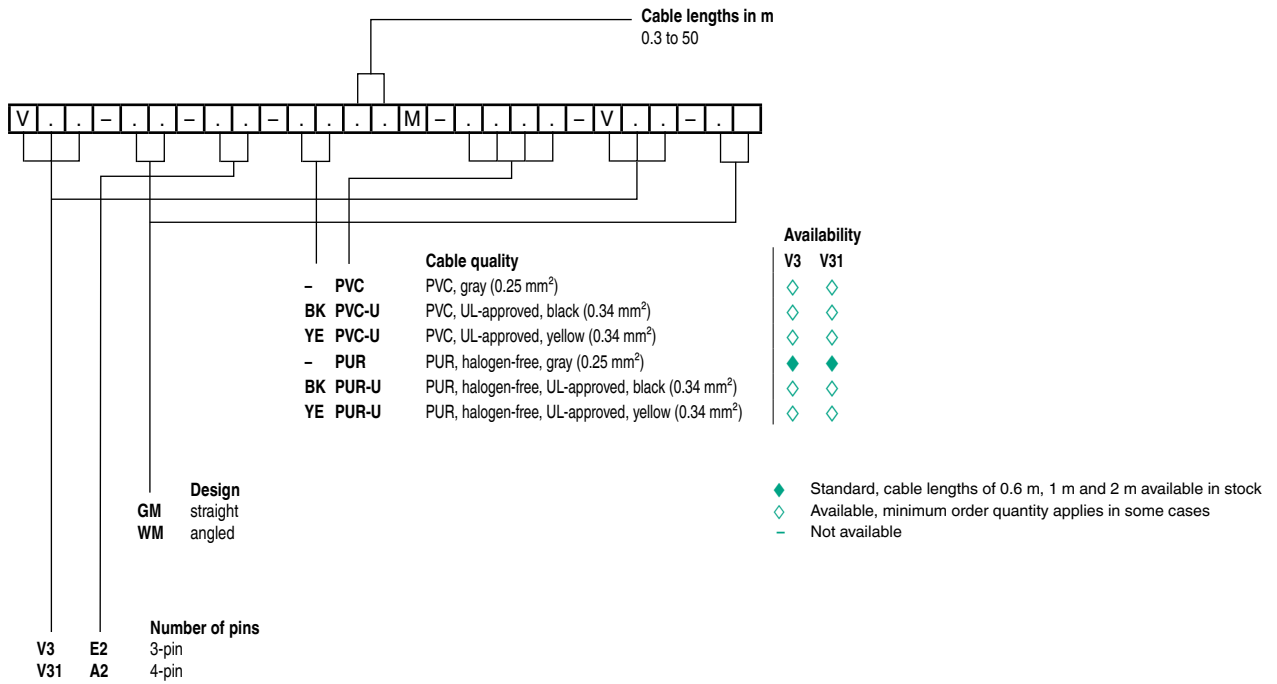 Cable lengths in m
0.3 to 50
V . . – . . – . . – . . . . M – . . . . – V . . – .
Availability
Cable quality V3 V31
– PVC PVC, gray (0.25 mm²) ◇ ◇
BK PVC-U PVC, UL-approved, black (0.34 mm²) ◇ ◇
YE PVC-U PVC, UL-approved, yellow (0.34 mm²) ◇ ◇
– PUR PUR, halogen-free, gray (0.25 mm²) ◆ ◆
BK PUR-U PUR, halogen-free, UL-approved, black (0.34 mm²) ◇ ◇
YE PUR-U PUR, halogen-free, UL-approved, yellow (0.34 mm²) ◇ ◇
Design
GM straight
WM angled
◆ Standard, cable lengths of 0.6 m, 1 m and 2 m available in stock
◇ Available, minimum order quantity applies in some cases
– Not available
Number of pins
V3 E2 3-pin
V31 A2 4-pin